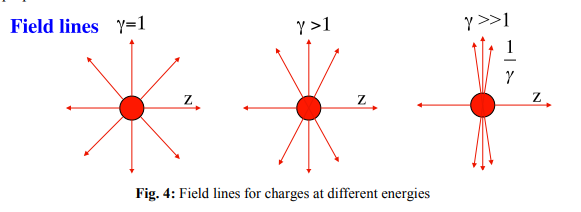 Field lines γ=1 γ >1 γ >>1
1
γ
z z z
Fig. 4: Field lines for charges at different energies